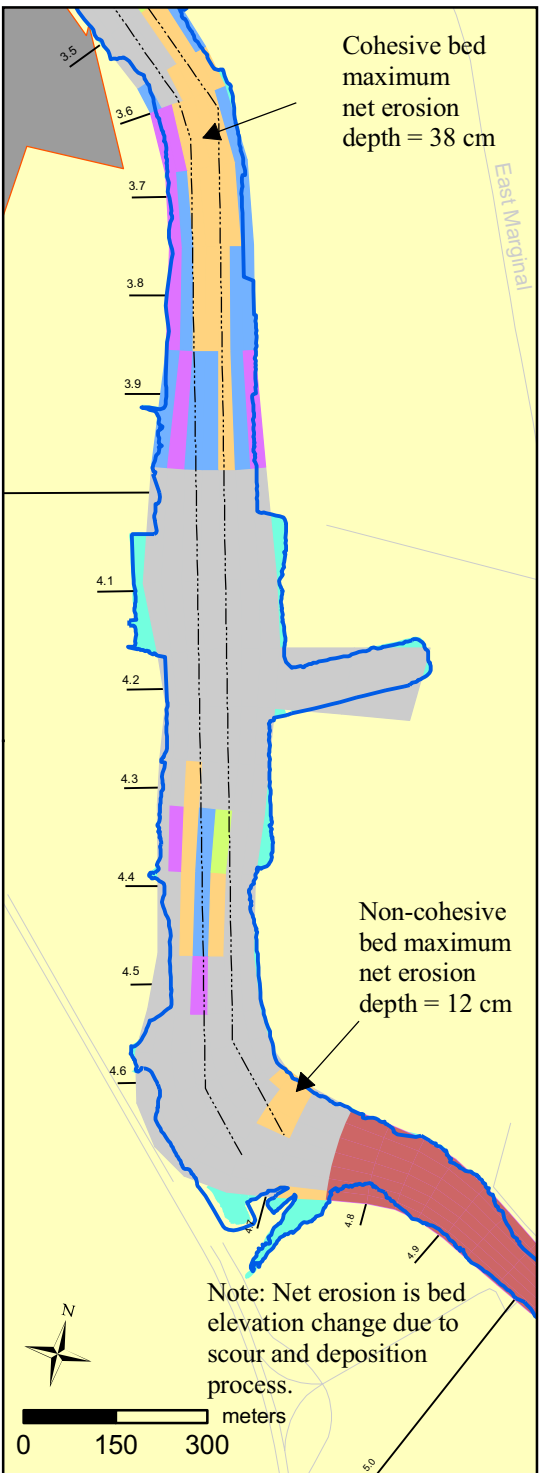 Cohesive bed
maximum
net erosion
depth = 38 cm
3.5
3.6
East Marginal
3.7
3.8
3.9
4.1
4.2
4.3
4.4
Non-cohesive
bed maximum
net erosion
depth = 12 cm
4.5
4.6
4.7
4.8
4.9
Note: Net erosion is bed
elevation change due to
scour and deposition
process.
N
meters
0 150 300
5.0